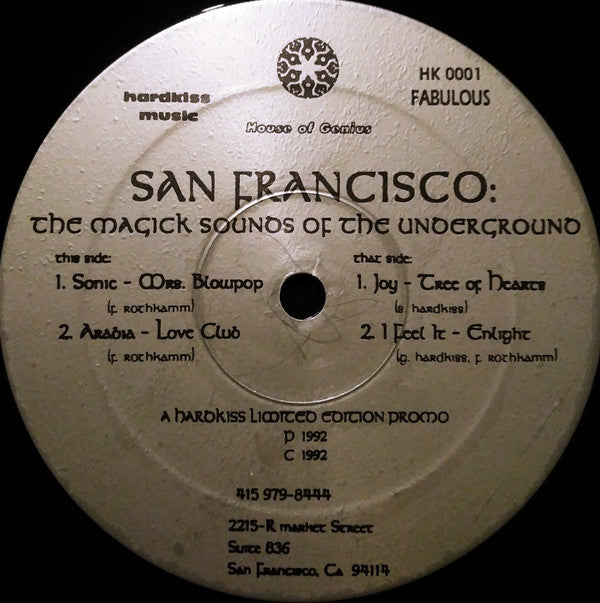 hardkiss
music
House of Genius
HK 0001
FABULOUS
SAN FRANCISCO:
the magick sounds of the underground
this side:
1. Sonic - Mrs. Blowpop
(f. rothkamm)
2. Arabia - Love Club
(f. rothkamm)
that side:
1. Joy - Tree of Hearts
(s. hardkiss)
2. I Feel It - Enlight
(g. hardkiss, f. rothkamm)
A hardkiss limited edition promo
P 1992
C 1992
415 979-8444
2215-R market Street
Suite 836
San Francisco, Ca 94114